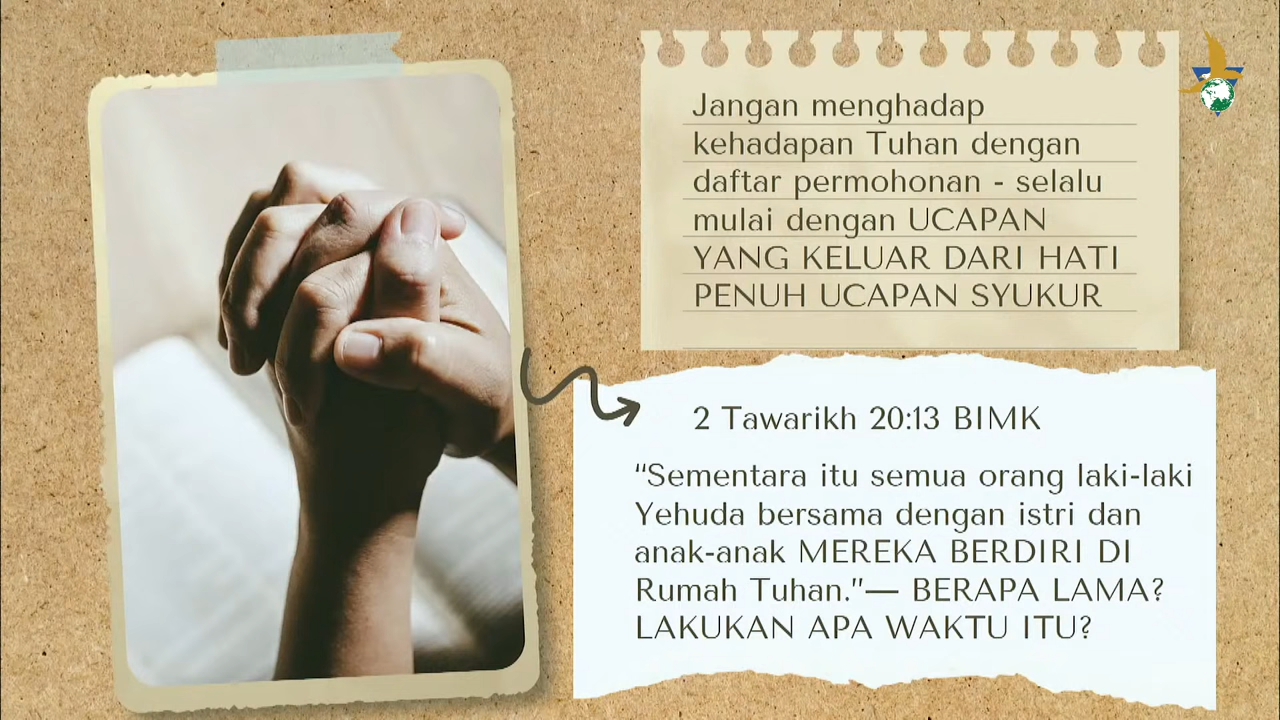 Jangan menghadap
kehadapan Tuhan dengan
daftar permohonan - selalu
mulai dengan UCAPAN
YANG KELUAR DARI HATI
PENUH UCAPAN SYUKUR
2 Tawarikh 20:13 BIMK
“Sementara itu semua orang laki-laki
Yehuda bersama dengan istri dan
anak-anak MEREKA BERDIRI DI
Rumah Tuhan.”— BERAPA LAMA?
LAKUKAN APA WAKTU ITU?